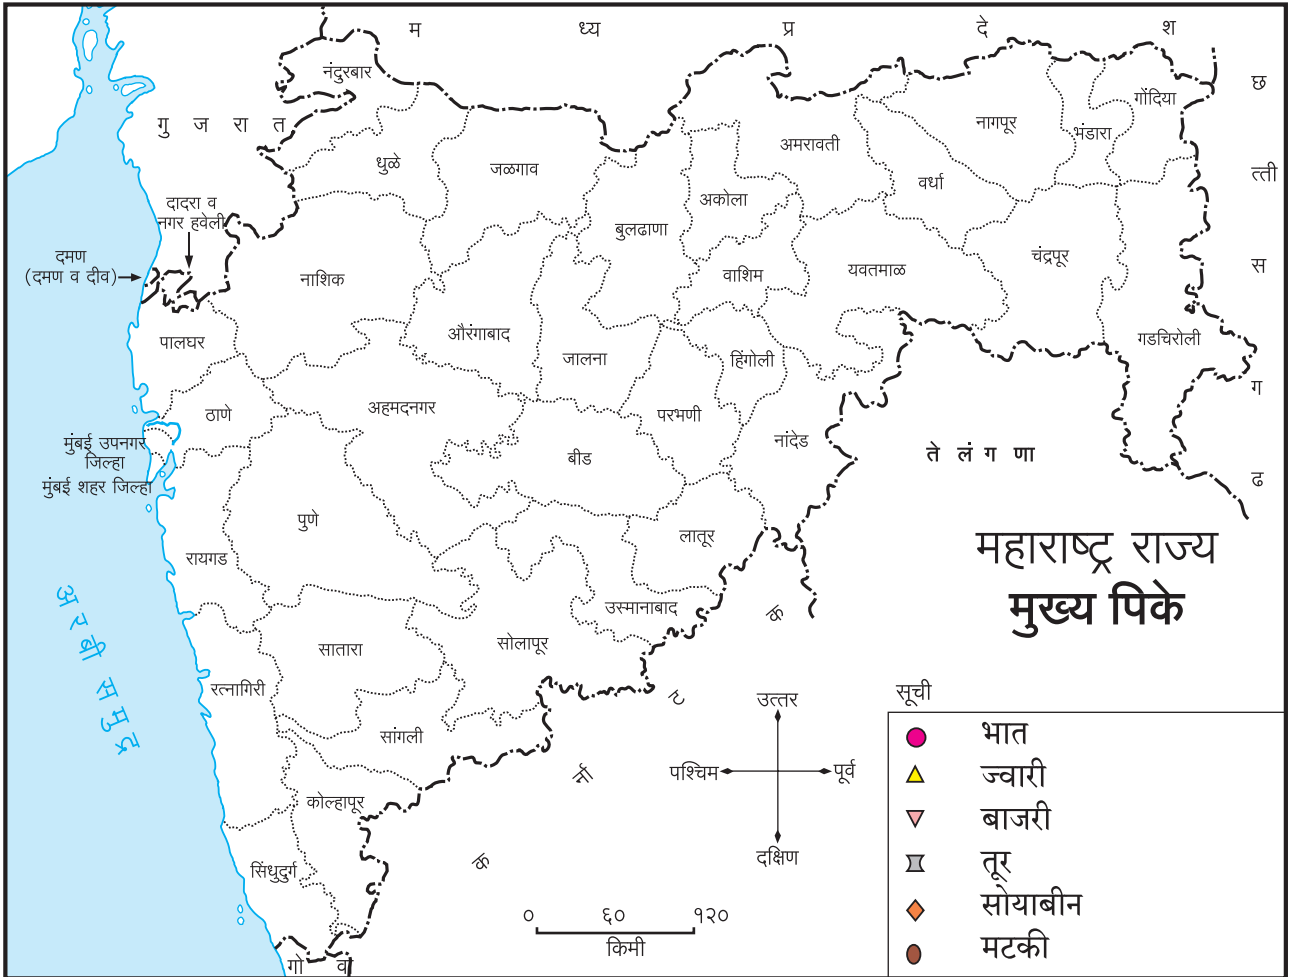 म ध्य प्र दे श
नंदुरबार
गोंदिया
छ
गु ज रा त
नागपूर
भंडारा
अमरावती
धुळे
जळगाव
त्ती
वर्धा
अकोला
दादरा व
नगर हवेली
बुलढाणा
दमण
(दमण व दीव)
नाशिक
वाशिम
यवतमाळ
चंद्रपूर
स
औरंगाबाद
पालघर
जालना
हिंगोली
गडचिरोली
ग
ठाणे
अहमदनगर
परभणी
नांदेड
मुंबई उपनगर
जिल्हा
बीड
ते लं ग णा
मुंबई शहर जिल्हा
ढ
पुणे
लातूर
महाराष्ट्र राज्य
रायगड
मुख्य पिके
उस्मानाबाद
अ र बी स मु द्र
क र्ना ट क
सातारा
सोलापूर
रत्नागिरी
सांगली
उत्तर
पश्चिम
पूर्व
दक्षिण
कोल्हापूर
सिंधुदुर्ग
० ६० १२०
किमी
गो वा
सूची
भात
ज्वारी
बाजरी
तूर
सोयाबीन
मटकी